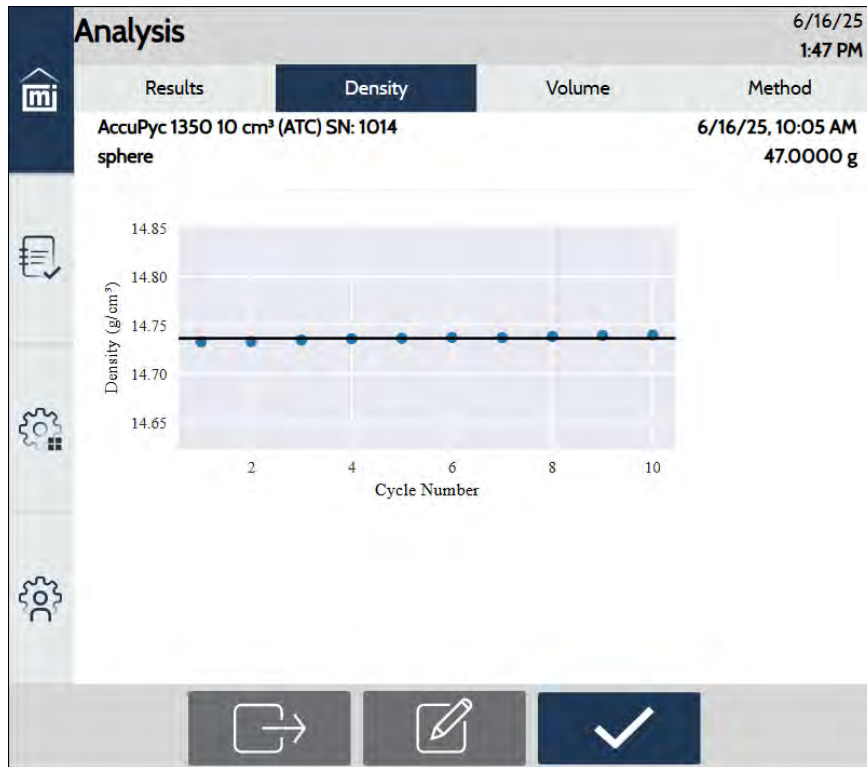 Analysis
6/16/25
1:47 PM
mi
Results Density Volume Method
AccuPyc 1350 10 cm³ (ATC) SN: 1014 6/16/25, 10:05 AM
sphere 47.0000 g
14.85
14.80
14.75
14.70
14.65
Density (g/cm³)
2 4 6 8 10
Cycle Number